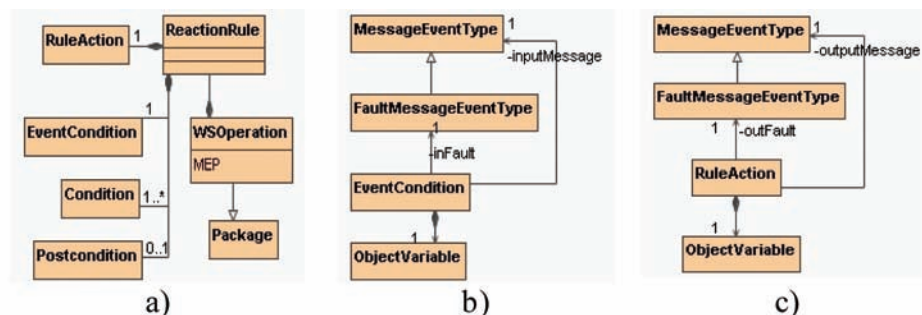 RuleAction
1
ReactionRule
1
EventCondition
WSOperation
MEP
Condition
1..*
Package
Postcondition
0..1
a)
MessageEventType
1
-inputMessage
FaultMessageEventType
1
-inFault
EventCondition
1
ObjectVariable
b)
MessageEventType
1
-outputMessage
FaultMessageEventType
1
-outFault
RuleAction
1
ObjectVariable
c)